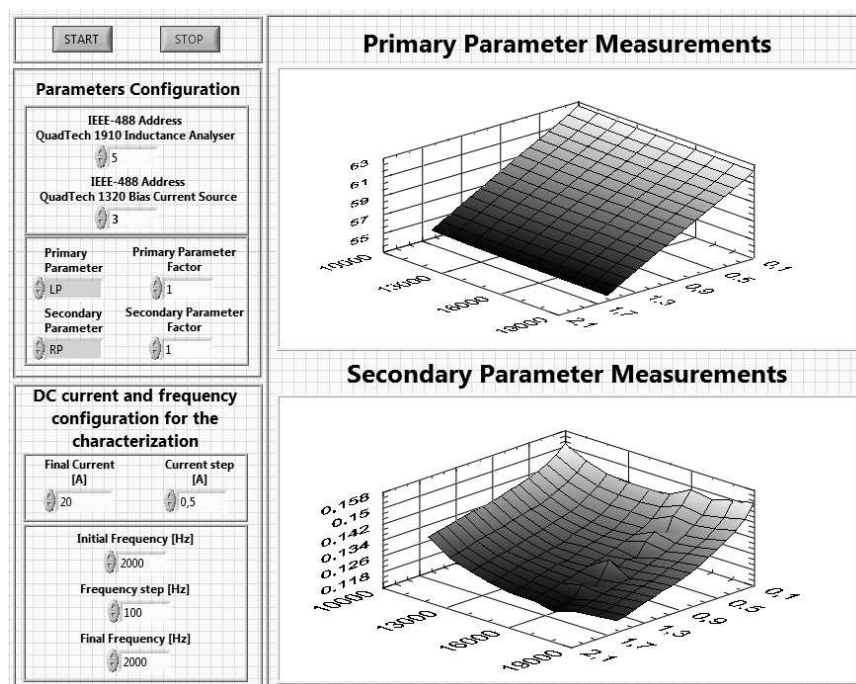 START
STOP
Parameters Configuration
IEEE-488 Address
QuadTech 1910 Inductance Analyser
5
IEEE-488 Address
QuadTech 1320 Bias Current Source
3
Primary
Parameter
LP
Primary Parameter
Factor
1
Secondary
Parameter
RP
Secondary Parameter
Factor
1
DC current and frequency
configuration for the
characterization
Final Current
[A]
20
Current step
[A]
0,5
Initial Frequency [Hz]
2000
Frequency step [Hz]
100
Final Frequency [Hz]
2000
Primary Parameter Measurements
63
61
59
57
55
10000
13000
16000
19000
2,1
1,7
1,3
0,9
0,5
0,1
Secondary Parameter Measurements
0,158
0,15
0,142
0,134
0,126
0,118
10000
13000
16000
19000
2,1
1,7
1,3
0,9
0,5
0,1